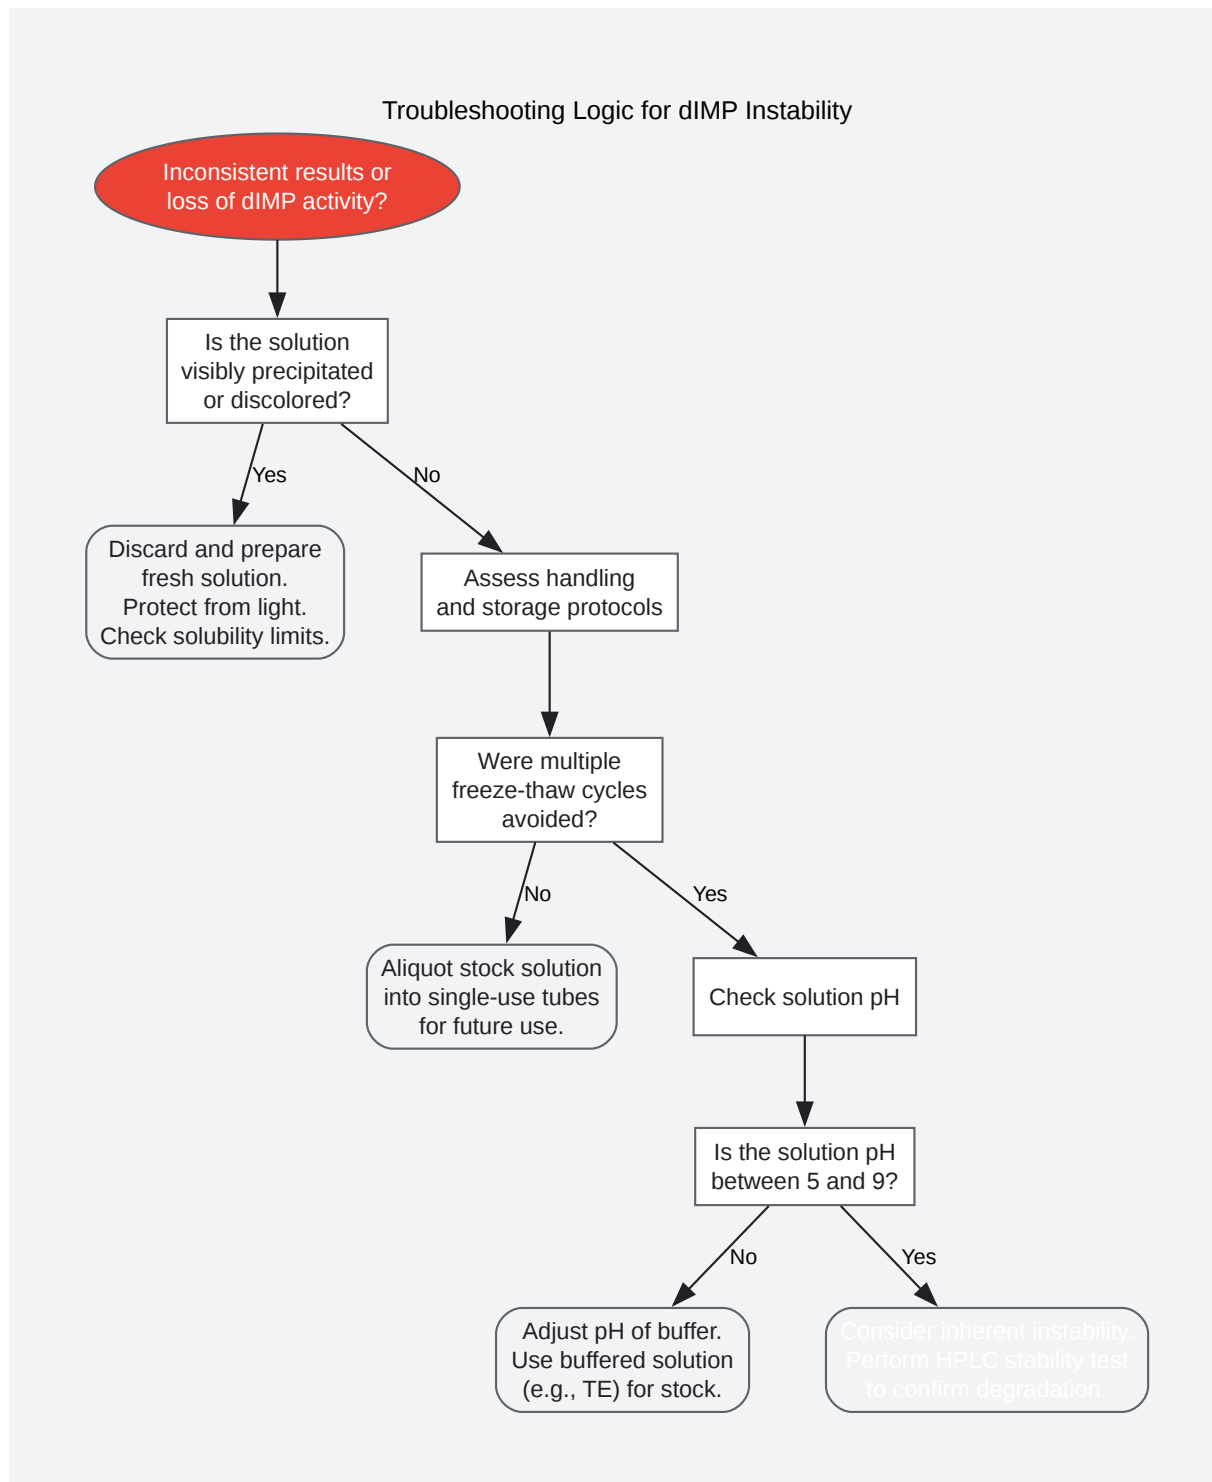 Troubleshooting Logic for dIMP Instability
Inconsistent results or
loss of dIMP activity?
Is the solution
visibly precipitated
or discolored?
Yes
No
Discard and prepare
fresh solution.
Protect from light.
Check solubility limits.
Assess handling
and storage protocols
Were multiple
freeze-thaw cycles
avoided?
No
Yes
Aliquot stock solution
into single-use tubes
for future use.
Check solution pH
Is the solution pH
between 5 and 9?
No
Yes
Adjust pH of buffer.
Use buffered solution
(e.g., TE) for stock.
Consider inherent instability.
Perform HPLC stability test
to confirm degradation.